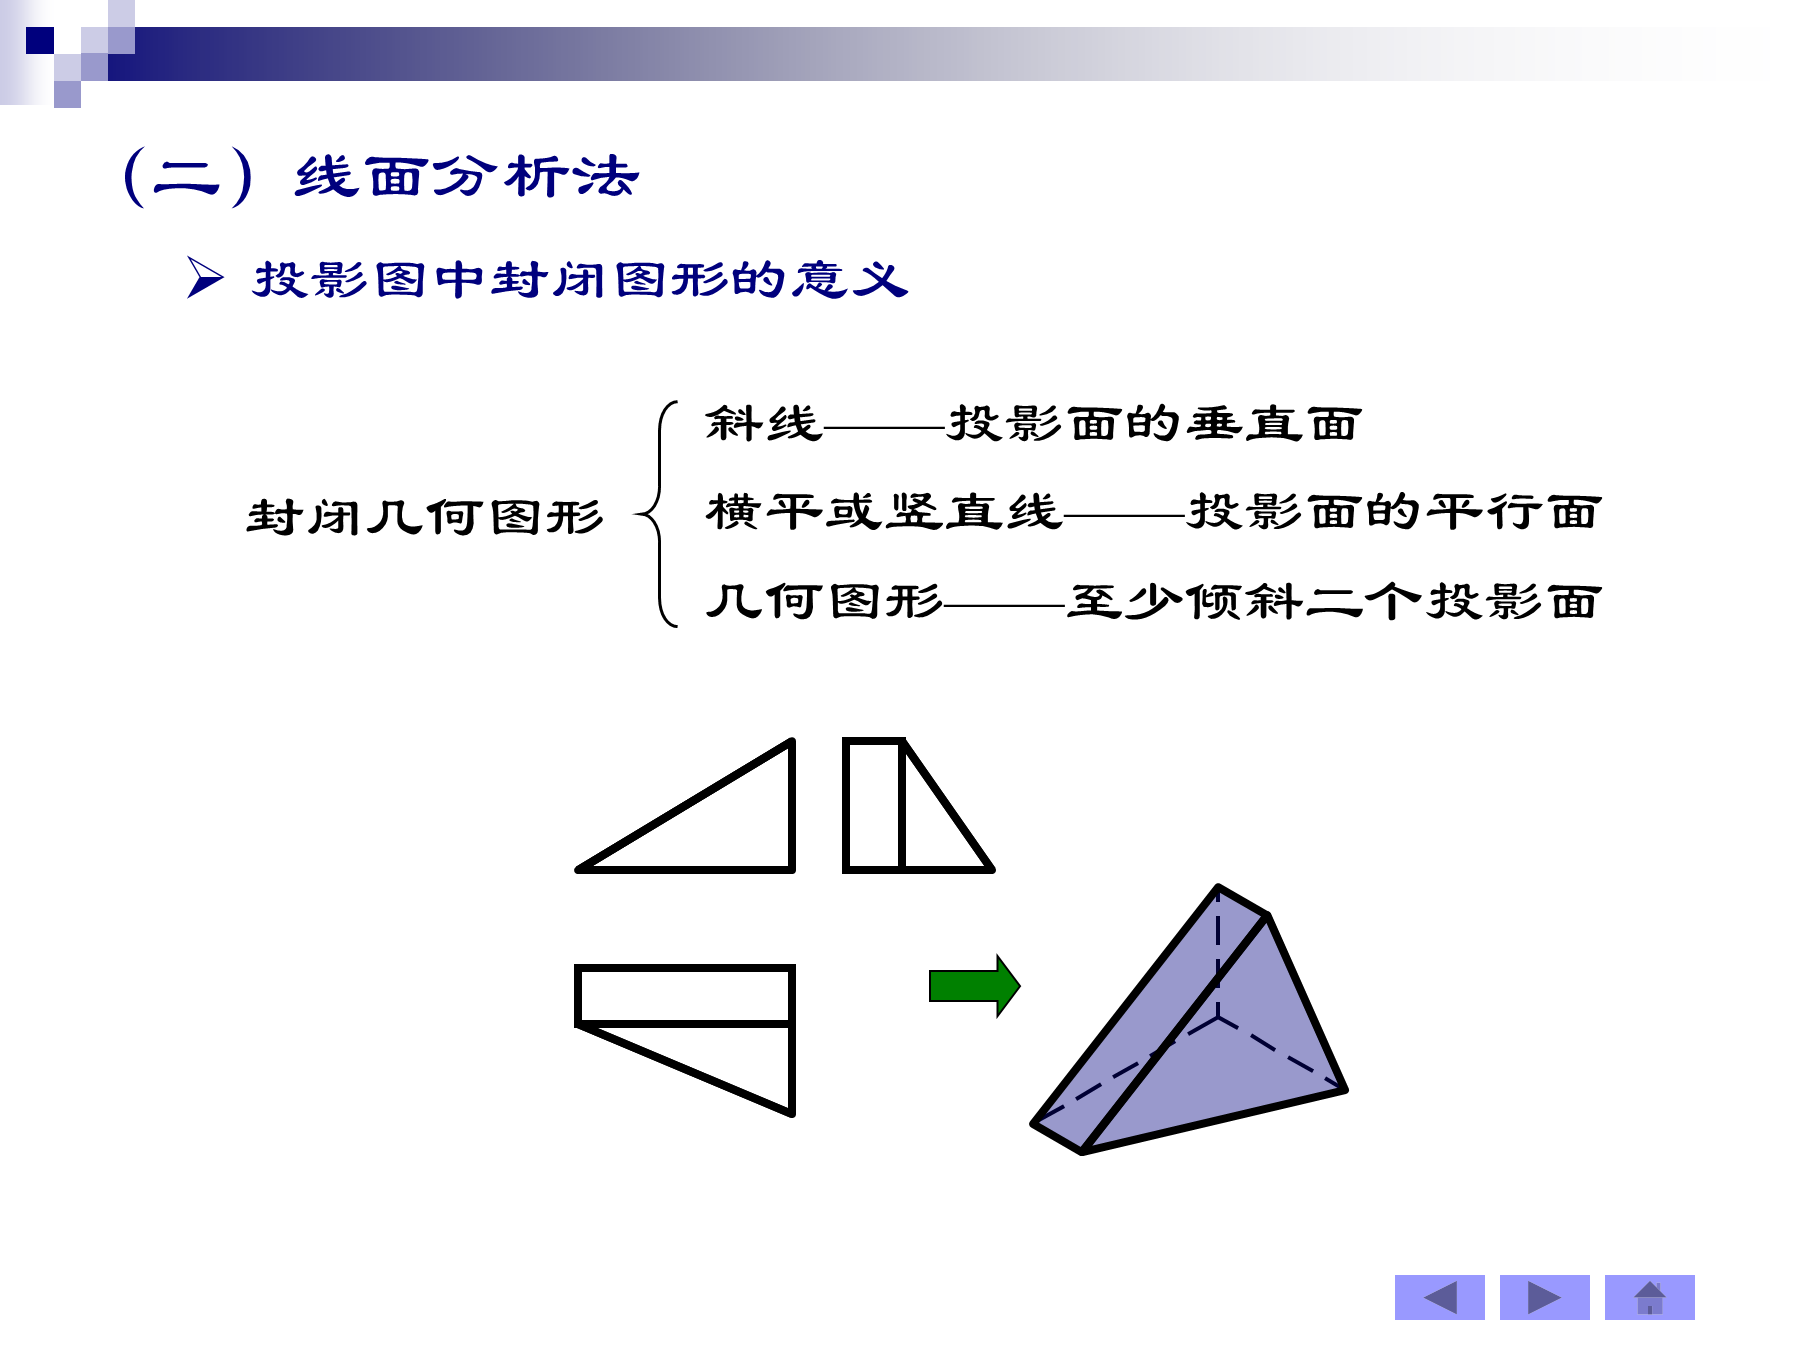 （二）线面分析法
投影图中封闭图形的意义
封闭几何图形
斜线——投影面的垂直面
横平或竖直线——投影面的平行面
几何图形——至少倾斜二个投影面